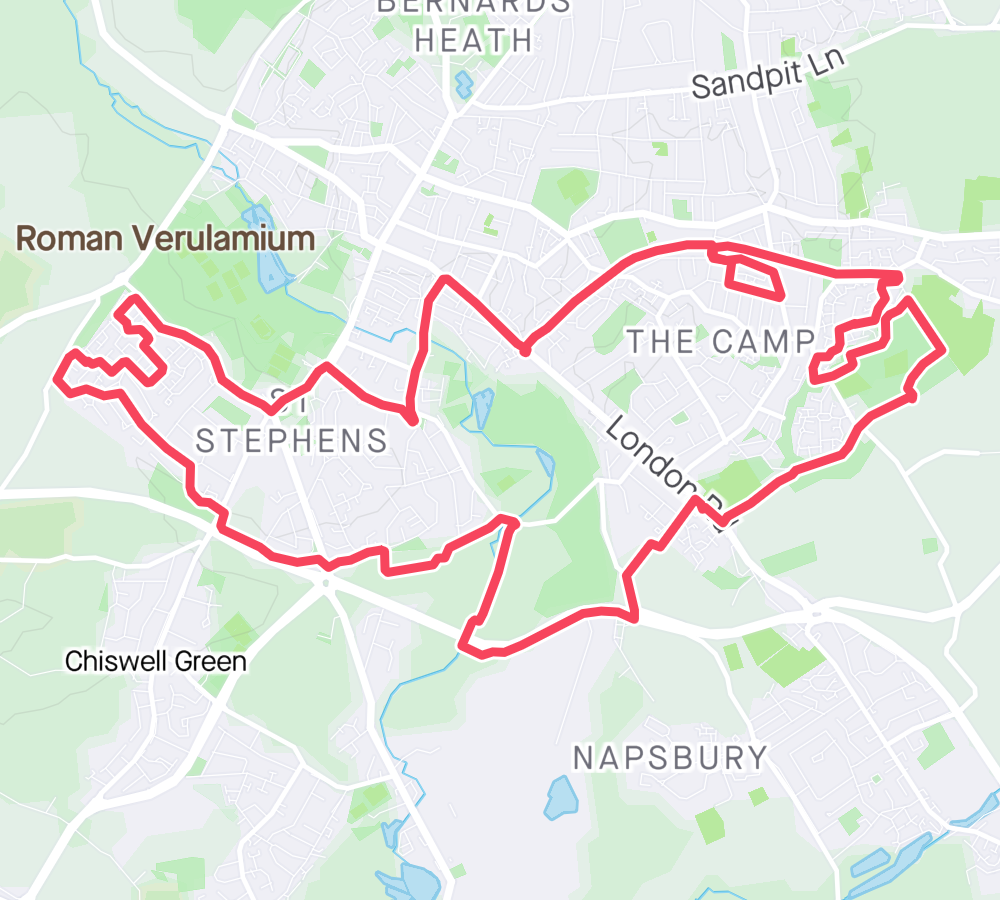 BERNARDS
HEATH
Sandpit Ln
Roman Verulamium
THE CAMP
ST
STEPHENS
London Rd
Chiswell Green
NAPSBURY